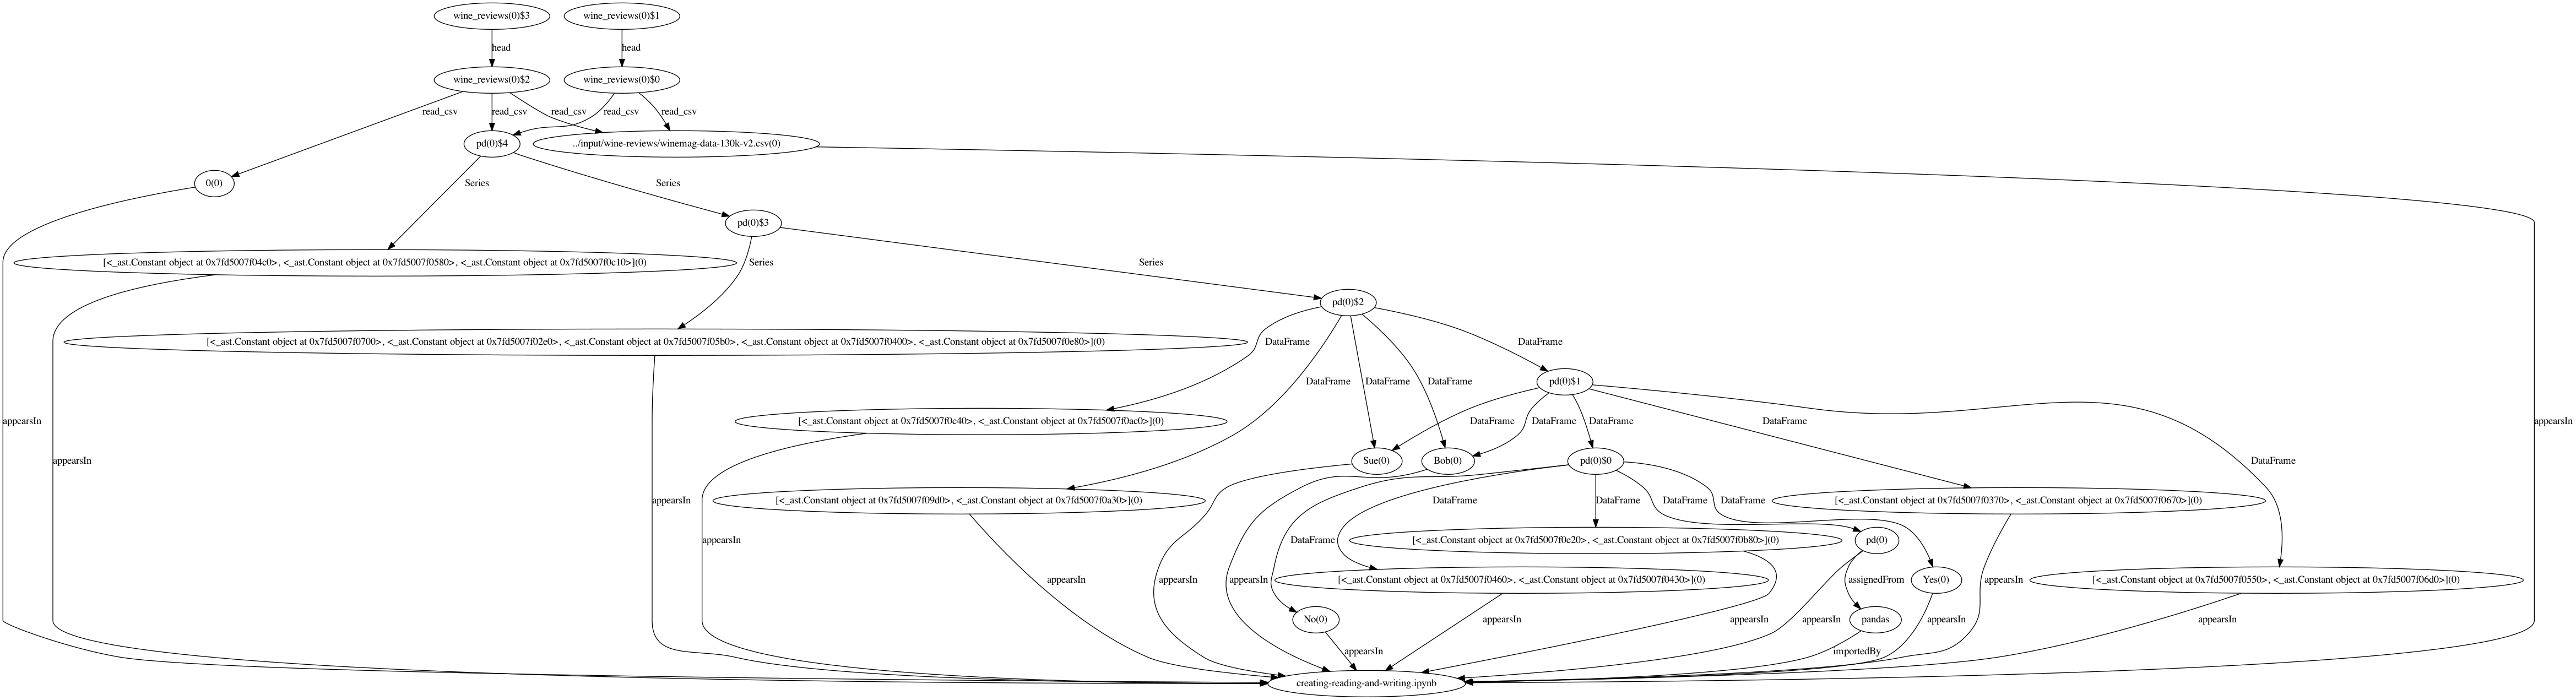 wine_reviews(0)$3
wine_reviews(0)$1
head
head
wine_reviews(0)$2
wine_reviews(0)$0
read_csv
read_csv
read_csv
read_csv
read_csv
pd(0)$4
../input/wine-reviews/winemag-data-130k-v2.csv(0)
0(0)
Series
Series
pd(0)$3
[<_ast.Constant object at 0x7fd5007f04c0>, <_ast.Constant object at 0x7fd5007f0580>, <_ast.Constant object at 0x7fd5007f0c10>](0)
Series
Series
pd(0)$2
[<_ast.Constant object at 0x7fd5007f0700>, <_ast.Constant object at 0x7fd5007f02e0>, <_ast.Constant object at 0x7fd5007f05b0>, <_ast.Constant object at 0x7fd5007f0400>, <_ast.Constant object at 0x7fd5007f0e80>](0)
DataFrame
DataFrame
DataFrame
DataFrame
DataFrame
pd(0)$1
appearsIn
[<_ast.Constant object at 0x7fd5007f0c40>, <_ast.Constant object at 0x7fd5007f0ac0>](0)
DataFrame
DataFrame
DataFrame
DataFrame
appearsIn
appearsIn
Sue(0)
Bob(0)
pd(0)$0
DataFrame
appearsIn
[<_ast.Constant object at 0x7fd5007f09d0>, <_ast.Constant object at 0x7fd5007f0a30>](0)
DataFrame
DataFrame
DataFrame
DataFrame
[<_ast.Constant object at 0x7fd5007f0370>, <_ast.Constant object at 0x7fd5007f0670>](0)
appearsIn
DataFrame
[<_ast.Constant object at 0x7fd5007f0e20>, <_ast.Constant object at 0x7fd5007f0b80>](0)
pd(0)
appearsIn
appearsIn
appearsIn
[<_ast.Constant object at 0x7fd5007f0460>, <_ast.Constant object at 0x7fd5007f0430>](0)
assignedFrom
Yes(0)
appearsIn
[<_ast.Constant object at 0x7fd5007f0550>, <_ast.Constant object at 0x7fd5007f06d0>](0)
No(0)
appearsIn
appearsIn
appearsIn
pandas
appearsIn
appearsIn
appearsIn
importedBy
creating-reading-and-writing.ipynb